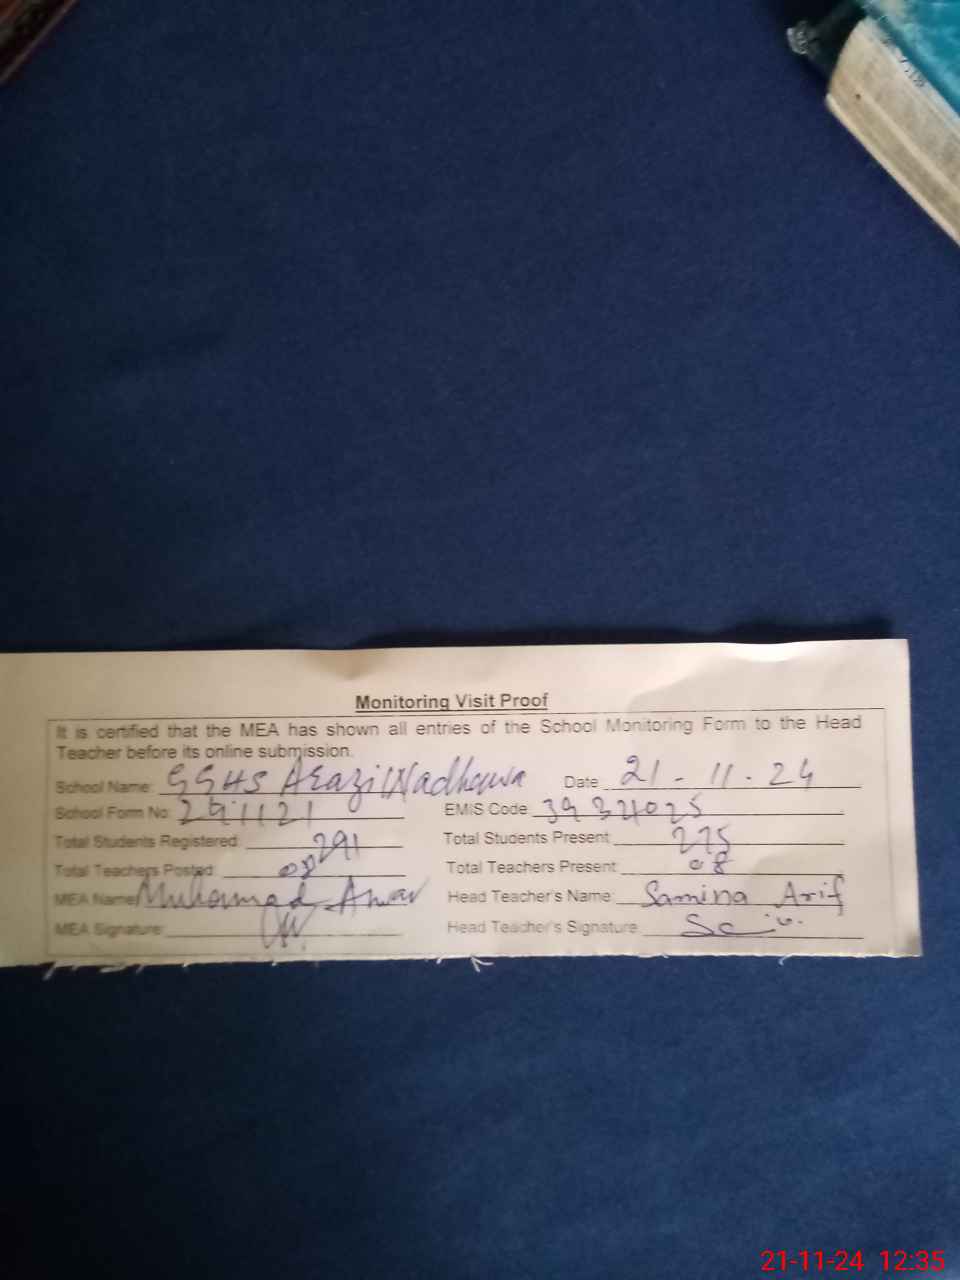 Monitoring Visit Proof
It is certified that the MEA has shown all entries of the School Monitoring Form to the Head
Teacher before its online submission.
School Name: GGHS Arazi Wadhawa Date: 21-11-24
School Form No: 291121 EMIS Code: 39321025
Total Students Registered: 291 Total Students Present: 275
Total Teachers Posted: 08 Total Teachers Present: 08
MEA Name: Muhammad Anwar Head Teacher's Name: Samina Arif
MEA Signature: Head Teacher's Signature
21-11-24 12:35